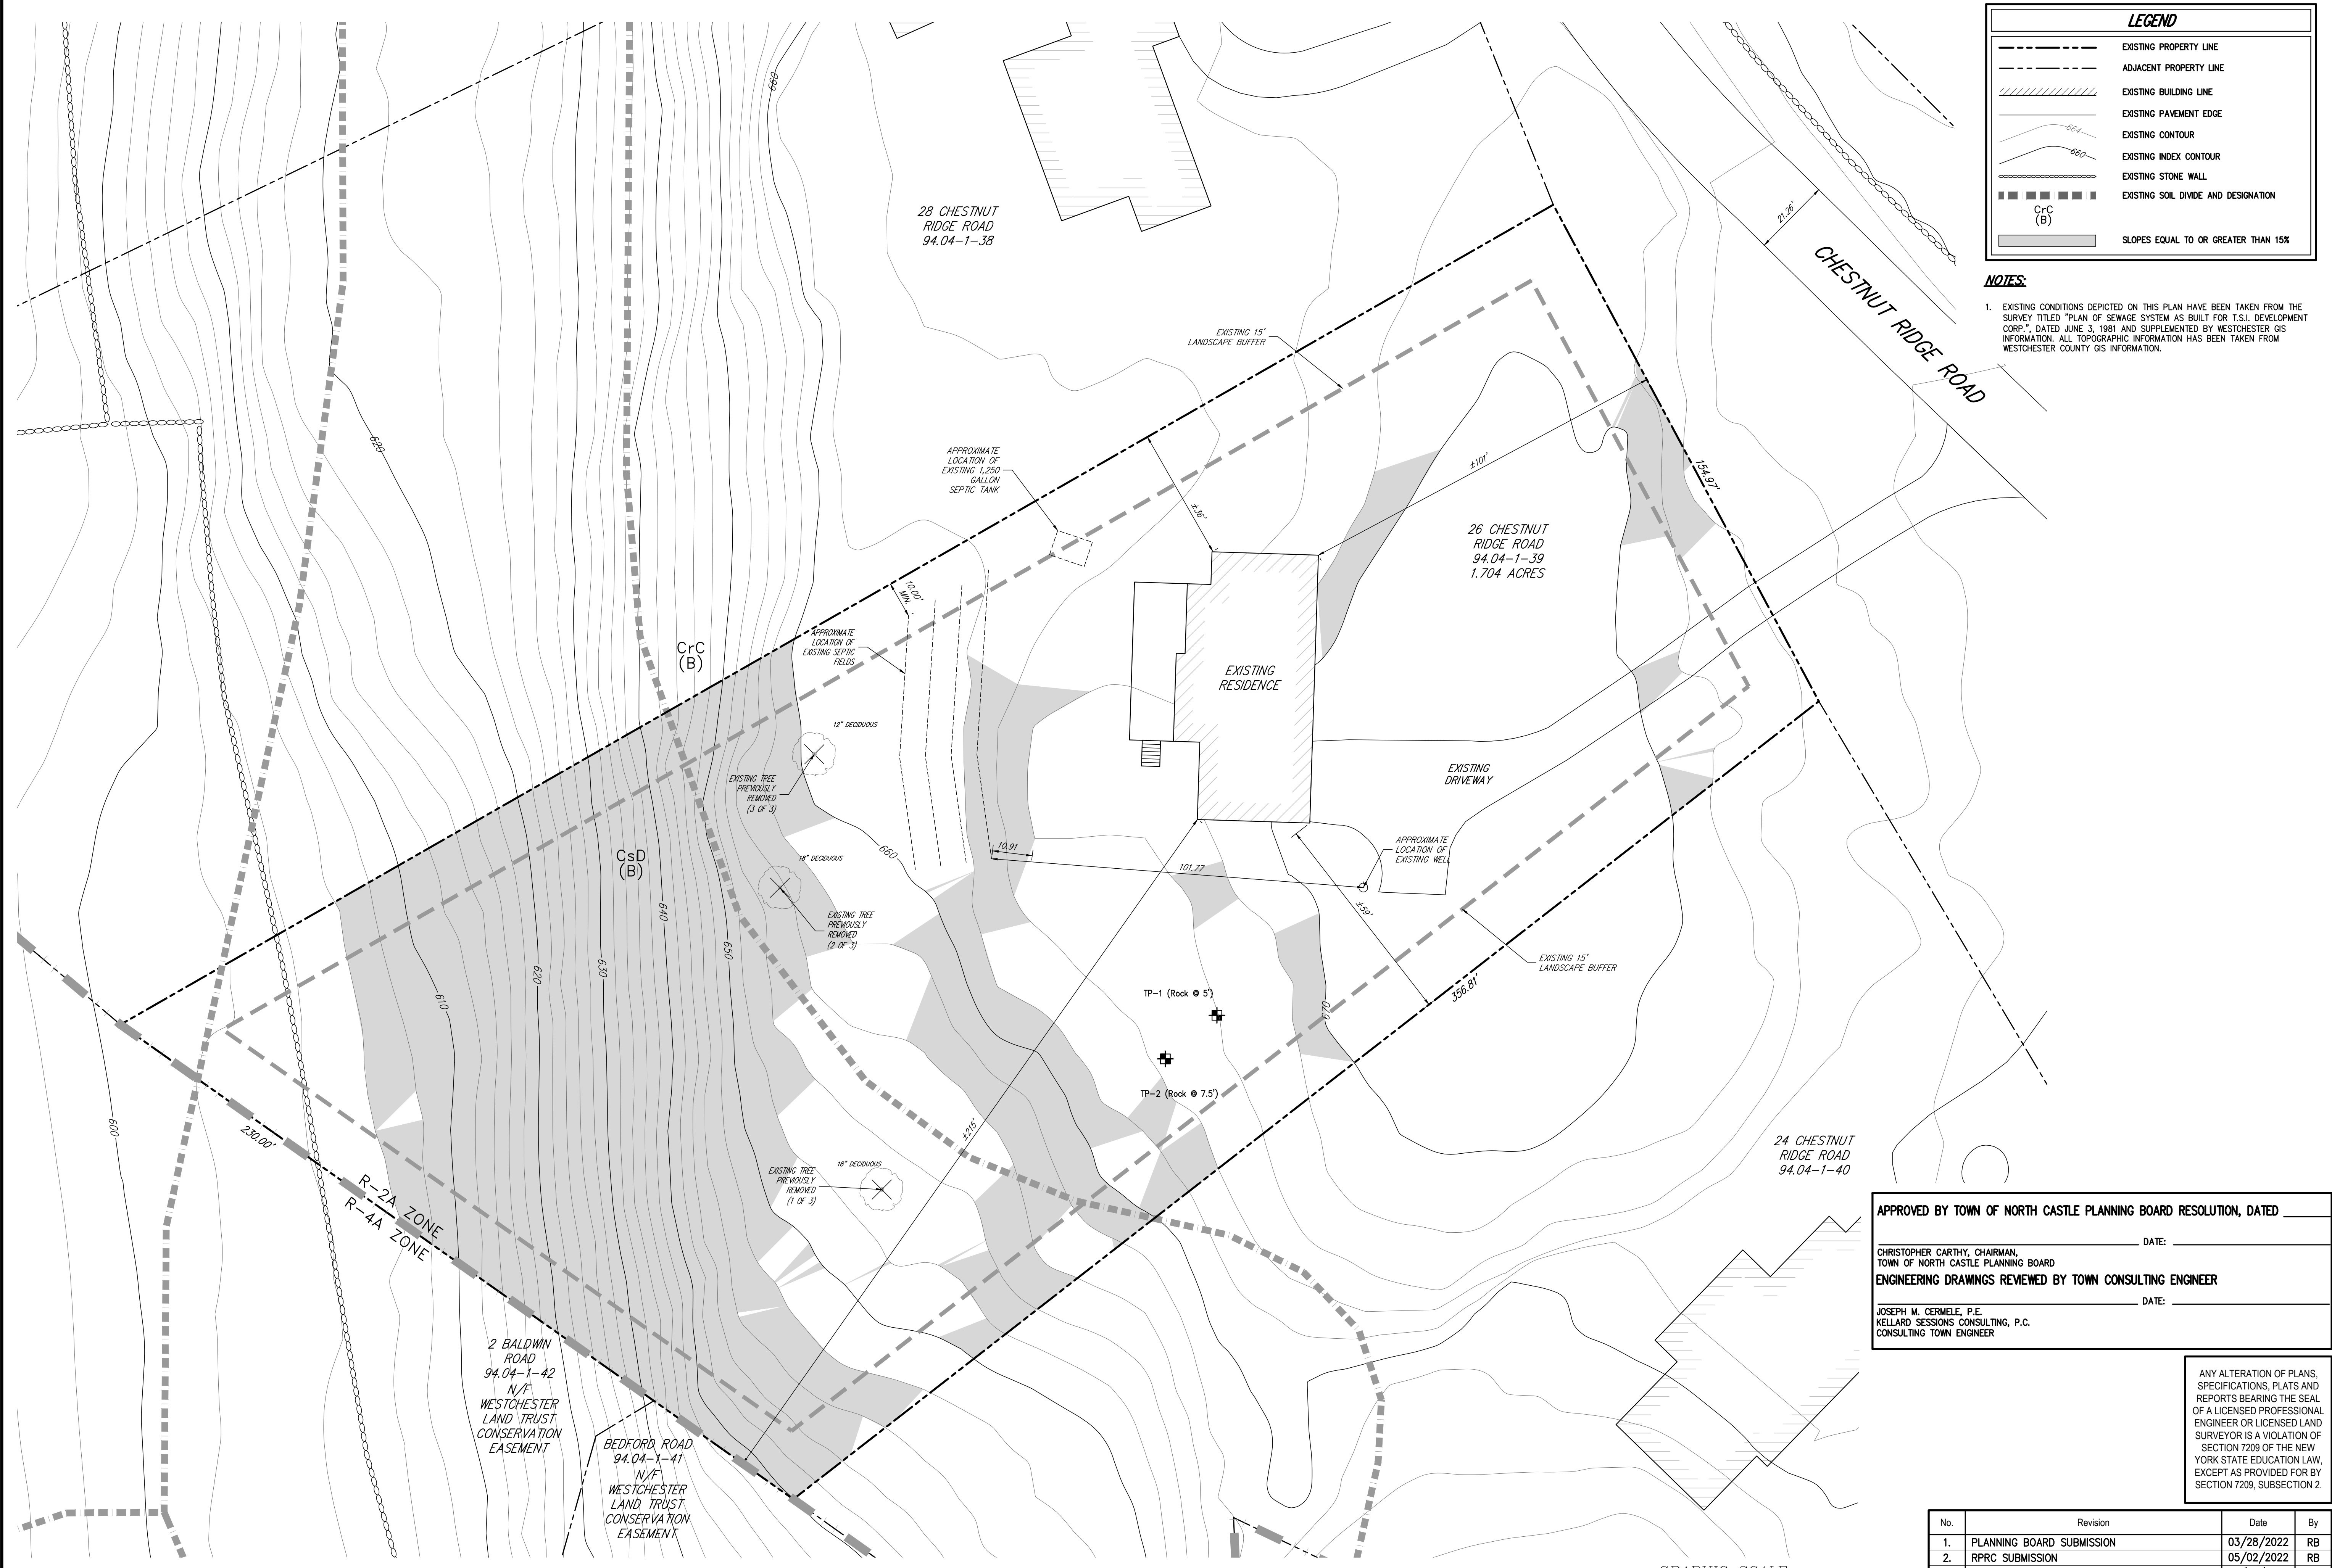 LEGEND
EXISTING PROPERTY LINE
ADJACENT PROPERTY LINE
EXISTING BUILDING LINE
EXISTING PAVEMENT EDGE
664
EXISTING CONTOUR
660
EXISTING INDEX CONTOUR
EXISTING STONE WALL
EXISTING SOIL DIVIDE AND DESIGNATION
CrC
(B)
SLOPES EQUAL TO OR GREATER THAN 15%
NOTES:
1. EXISTING CONDITIONS DEPICTED ON THIS PLAN HAVE BEEN TAKEN FROM THE
SURVEY TITLED "PLAN OF SEWAGE SYSTEM AS BUILT FOR T.S.I. DEVELOPMENT
CORP.", DATED JUNE 3, 1981 AND SUPPLEMENTED BY WESTCHESTER GIS
INFORMATION. ALL TOPOGRAPHIC INFORMATION HAS BEEN TAKEN FROM
WESTCHESTER COUNTY GIS INFORMATION.
660
28 CHESTNUT
RIDGE ROAD
94.04-1-38
21.26'
CHESTNUT RIDGE ROAD
EXISTING 15'
LANDSCAPE BUFFER
620
APPROXIMATE
LOCATION OF
EXISTING 1,250
GALLON
SEPTIC TANK
±36'
±101'
154.97'
26 CHESTNUT
RIDGE ROAD
94.04-1-39
1.704 ACRES
10.00'
MIN.
APPROXIMATE
LOCATION OF
EXISTING SEPTIC
FIELDS
CrC
(B)
EXISTING
RESIDENCE
12" DECIDUOUS
EXISTING TREE
PREVIOUSLY
REMOVED
(3 OF 3)
EXISTING
DRIVEWAY
CsD
(B)
18" DECIDUOUS
660
10.91
101.77
APPROXIMATE
LOCATION OF
EXISTING WELL
EXISTING TREE
PREVIOUSLY
REMOVED
(2 OF 3)
±59'
640
650
630
620
610
EXISTING 15'
LANDSCAPE BUFFER
356.81'
TP-1 (Rock @ 5')
670
TP-2 (Rock @ 7.5')
600
230.00'
±215'
18" DECIDUOUS
EXISTING TREE
PREVIOUSLY
REMOVED
(1 OF 3)
R-2A ZONE
R-4A ZONE
24 CHESTNUT
RIDGE ROAD
94.04-1-40
2 BALDWIN
ROAD
94.04-1-42
N/F
WESTCHESTER
LAND TRUST
CONSERVATION
EASEMENT
BEDFORD ROAD
94.04-1-41
N/F
WESTCHESTER
LAND TRUST
CONSERVATION
EASEMENT
APPROVED BY TOWN OF NORTH CASTLE PLANNING BOARD RESOLUTION, DATED
DATE:
CHRISTOPHER CARTHY, CHAIRMAN,
TOWN OF NORTH CASTLE PLANNING BOARD
ENGINEERING DRAWINGS REVIEWED BY TOWN CONSULTING ENGINEER
DATE:
JOSEPH M. CERMELE, P.E.
KELLARD SESSIONS CONSULTING, P.C.
CONSULTING TOWN ENGINEER
ANY ALTERATION OF PLANS,
SPECIFICATIONS, PLATS AND
REPORTS BEARING THE SEAL
OF A LICENSED PROFESSIONAL
ENGINEER OR LICENSED LAND
SURVEYOR IS A VIOLATION OF
SECTION 7209 OF THE NEW
YORK STATE EDUCATION LAW,
EXCEPT AS PROVIDED FOR BY
SECTION 7209, SUBSECTION 2.
No. Revision Date By
1. PLANNING BOARD SUBMISSION 03/28/2022 RB
2. RPRC SUBMISSION 05/02/2022 RB